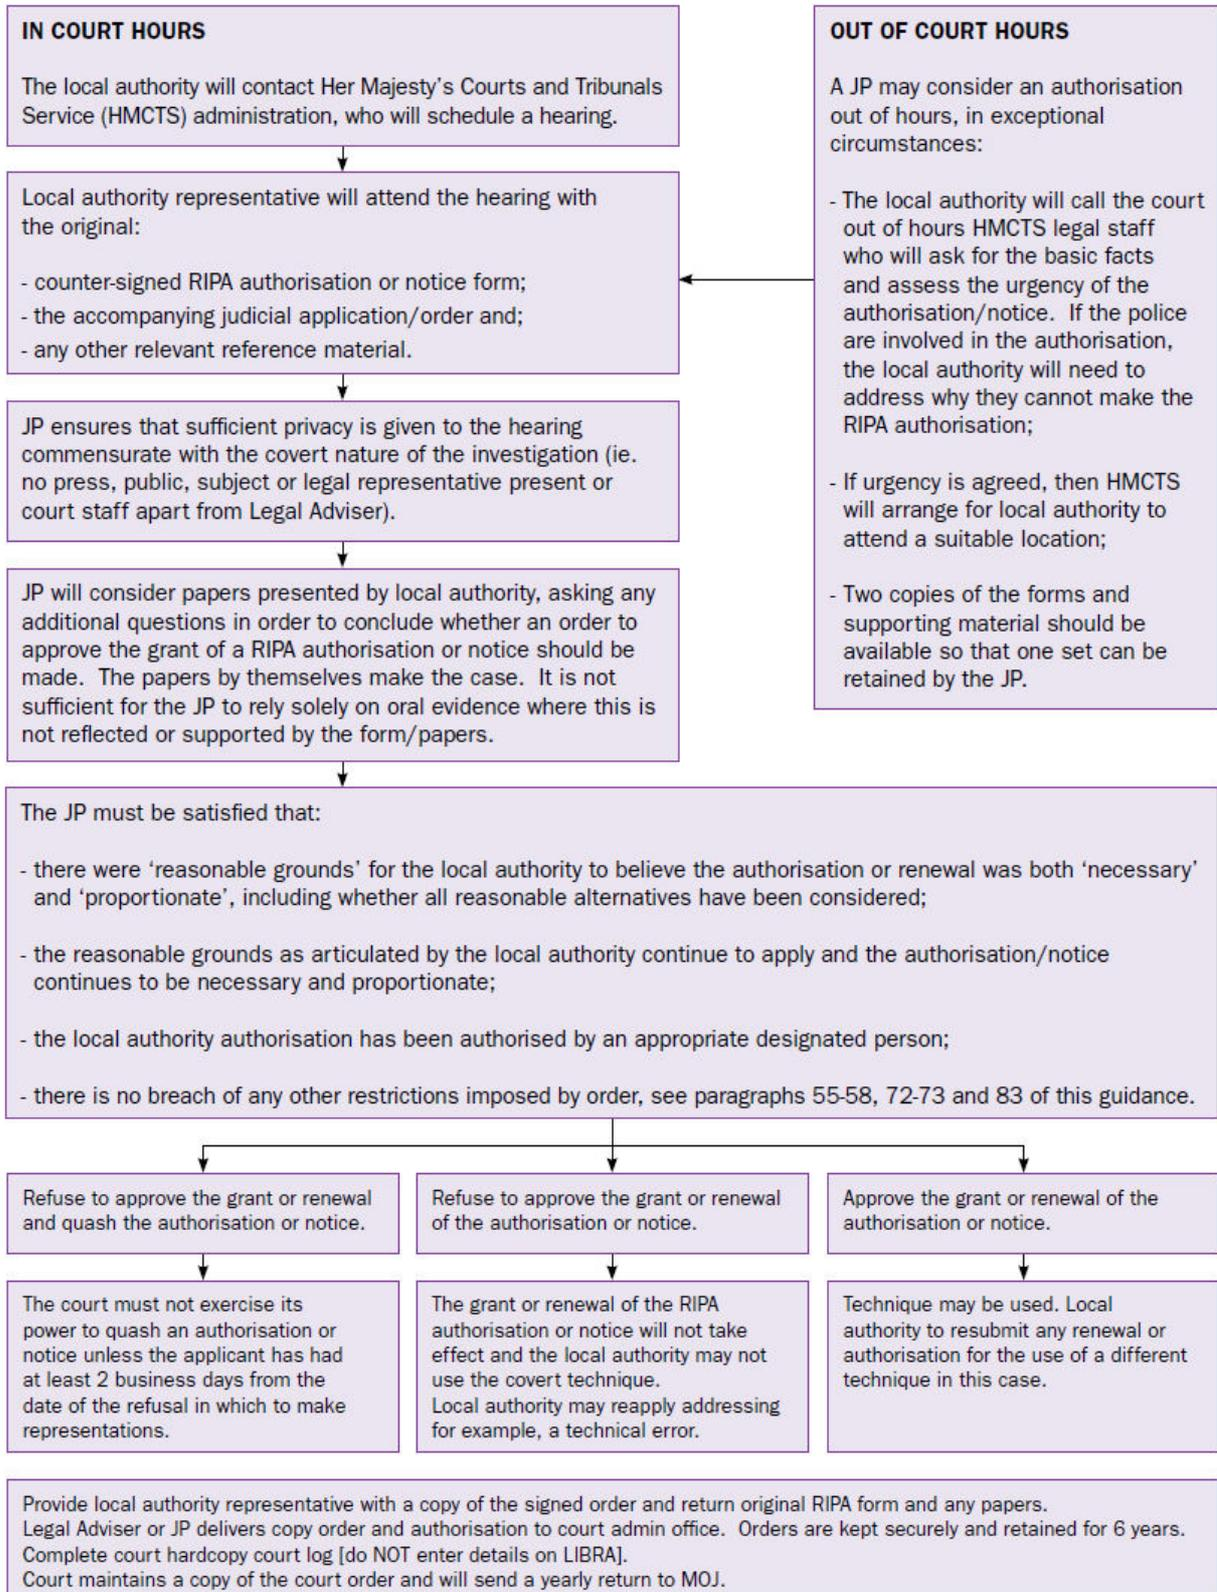 IN COURT HOURS
The local authority will contact Her Majesty's Courts and Tribunals
Service (HMCTS) administration, who will schedule a hearing.
Local authority representative will attend the hearing with
the original:
- counter-signed RIPA authorisation or notice form;
- the accompanying judicial application/order and;
- any other relevant reference material.
JP ensures that sufficient privacy is given to the hearing
commensurate with the covert nature of the investigation (ie.
no press, public, subject or legal representative present or
court staff apart from Legal Adviser).
JP will consider papers presented by local authority, asking any
additional questions in order to conclude whether an order to
approve the grant of a RIPA authorisation or notice should be
made. The papers by themselves make the case. It is not
sufficient for the JP to rely solely on oral evidence where this is
not reflected or supported by the form/papers.
OUT OF COURT HOURS
A JP may consider an authorisation
out of hours, in exceptional
circumstances:
- The local authority will call the court
out of hours HMCTS legal staff
who will ask for the basic facts
and assess the urgency of the
authorisation/notice. If the police
are involved in the authorisation,
the local authority will need to
address why they cannot make the
RIPA authorisation;
- If urgency is agreed, then HMCTS
will arrange for local authority to
attend a suitable location;
- Two copies of the forms and
supporting material should be
available so that one set can be
retained by the JP.
The JP must be satisfied that:
- there were 'reasonable grounds' for the local authority to believe the authorisation or renewal was both 'necessary'
and 'proportionate', including whether all reasonable alternatives have been considered;
- the reasonable grounds as articulated by the local authority continue to apply and the authorisation/notice
continues to be necessary and proportionate;
- the local authority authorisation has been authorised by an appropriate designated person;
- there is no breach of any other restrictions imposed by order, see paragraphs 55-58, 72-73 and 83 of this guidance.
Refuse to approve the grant or renewal
and quash the authorisation or notice.
The court must not exercise its
power to quash an authorisation or
notice unless the applicant has had
at least 2 business days from the
date of the refusal in which to make
representations.
Refuse to approve the grant or renewal
of the authorisation or notice.
The grant or renewal of the RIPA
authorisation or notice will not take
effect and the local authority may not
use the covert technique.
Local authority may reapply addressing
for example, a technical error.
Approve the grant or renewal of the
authorisation or notice.
Technique may be used. Local
authority to resubmit any renewal or
authorisation for the use of a different
technique in this case.
Provide local authority representative with a copy of the signed order and return original RIPA form and any papers.
Legal Adviser or JP delivers copy order and authorisation to court admin office. Orders are kept securely and retained for 6 years.
Complete court hardcopy court log [do NOT enter details on LIBRA].
Court maintains a copy of the court order and will send a yearly return to MOJ.